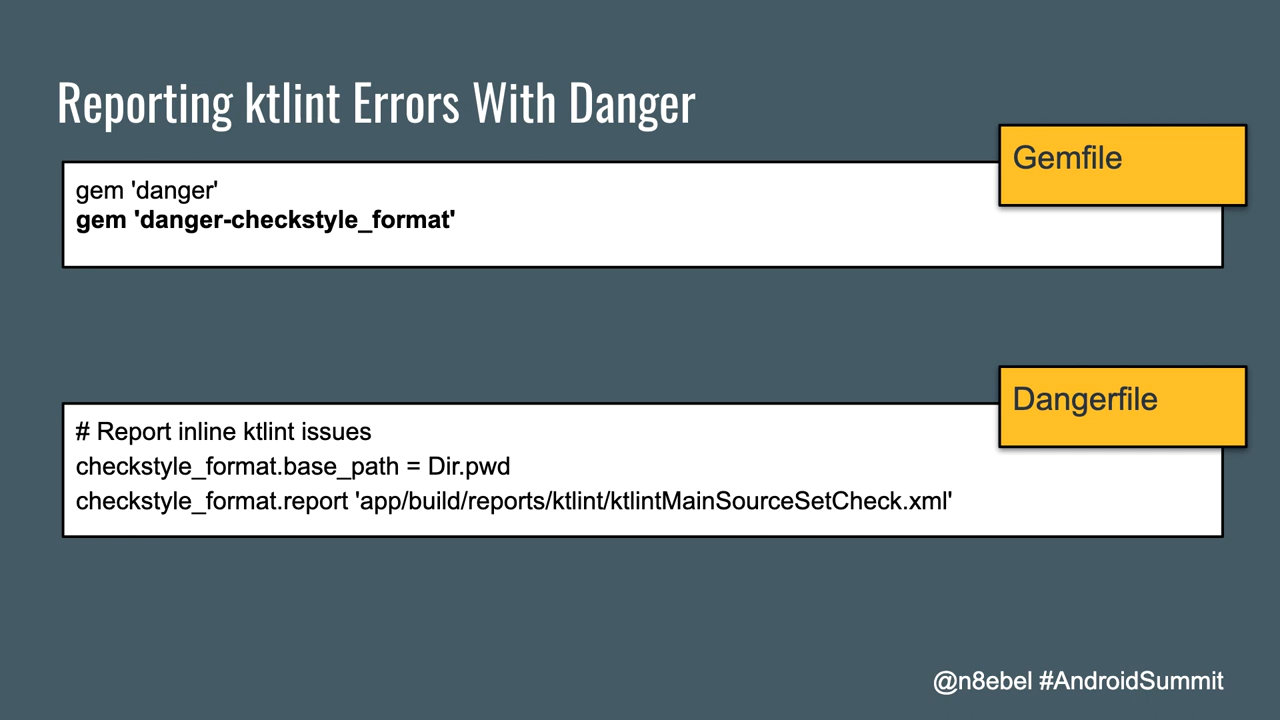 Reporting ktlint Errors With Danger
Gemfile
gem 'danger'
gem 'danger-checkstyle_format'
Dangerfile
# Report inline ktlint issues
checkstyle_format.base_path = Dir.pwd
checkstyle_format.report 'app/build/reports/ktlint/ktlintMainSourceSetCheck.xml'
@n8ebel #AndroidSummit